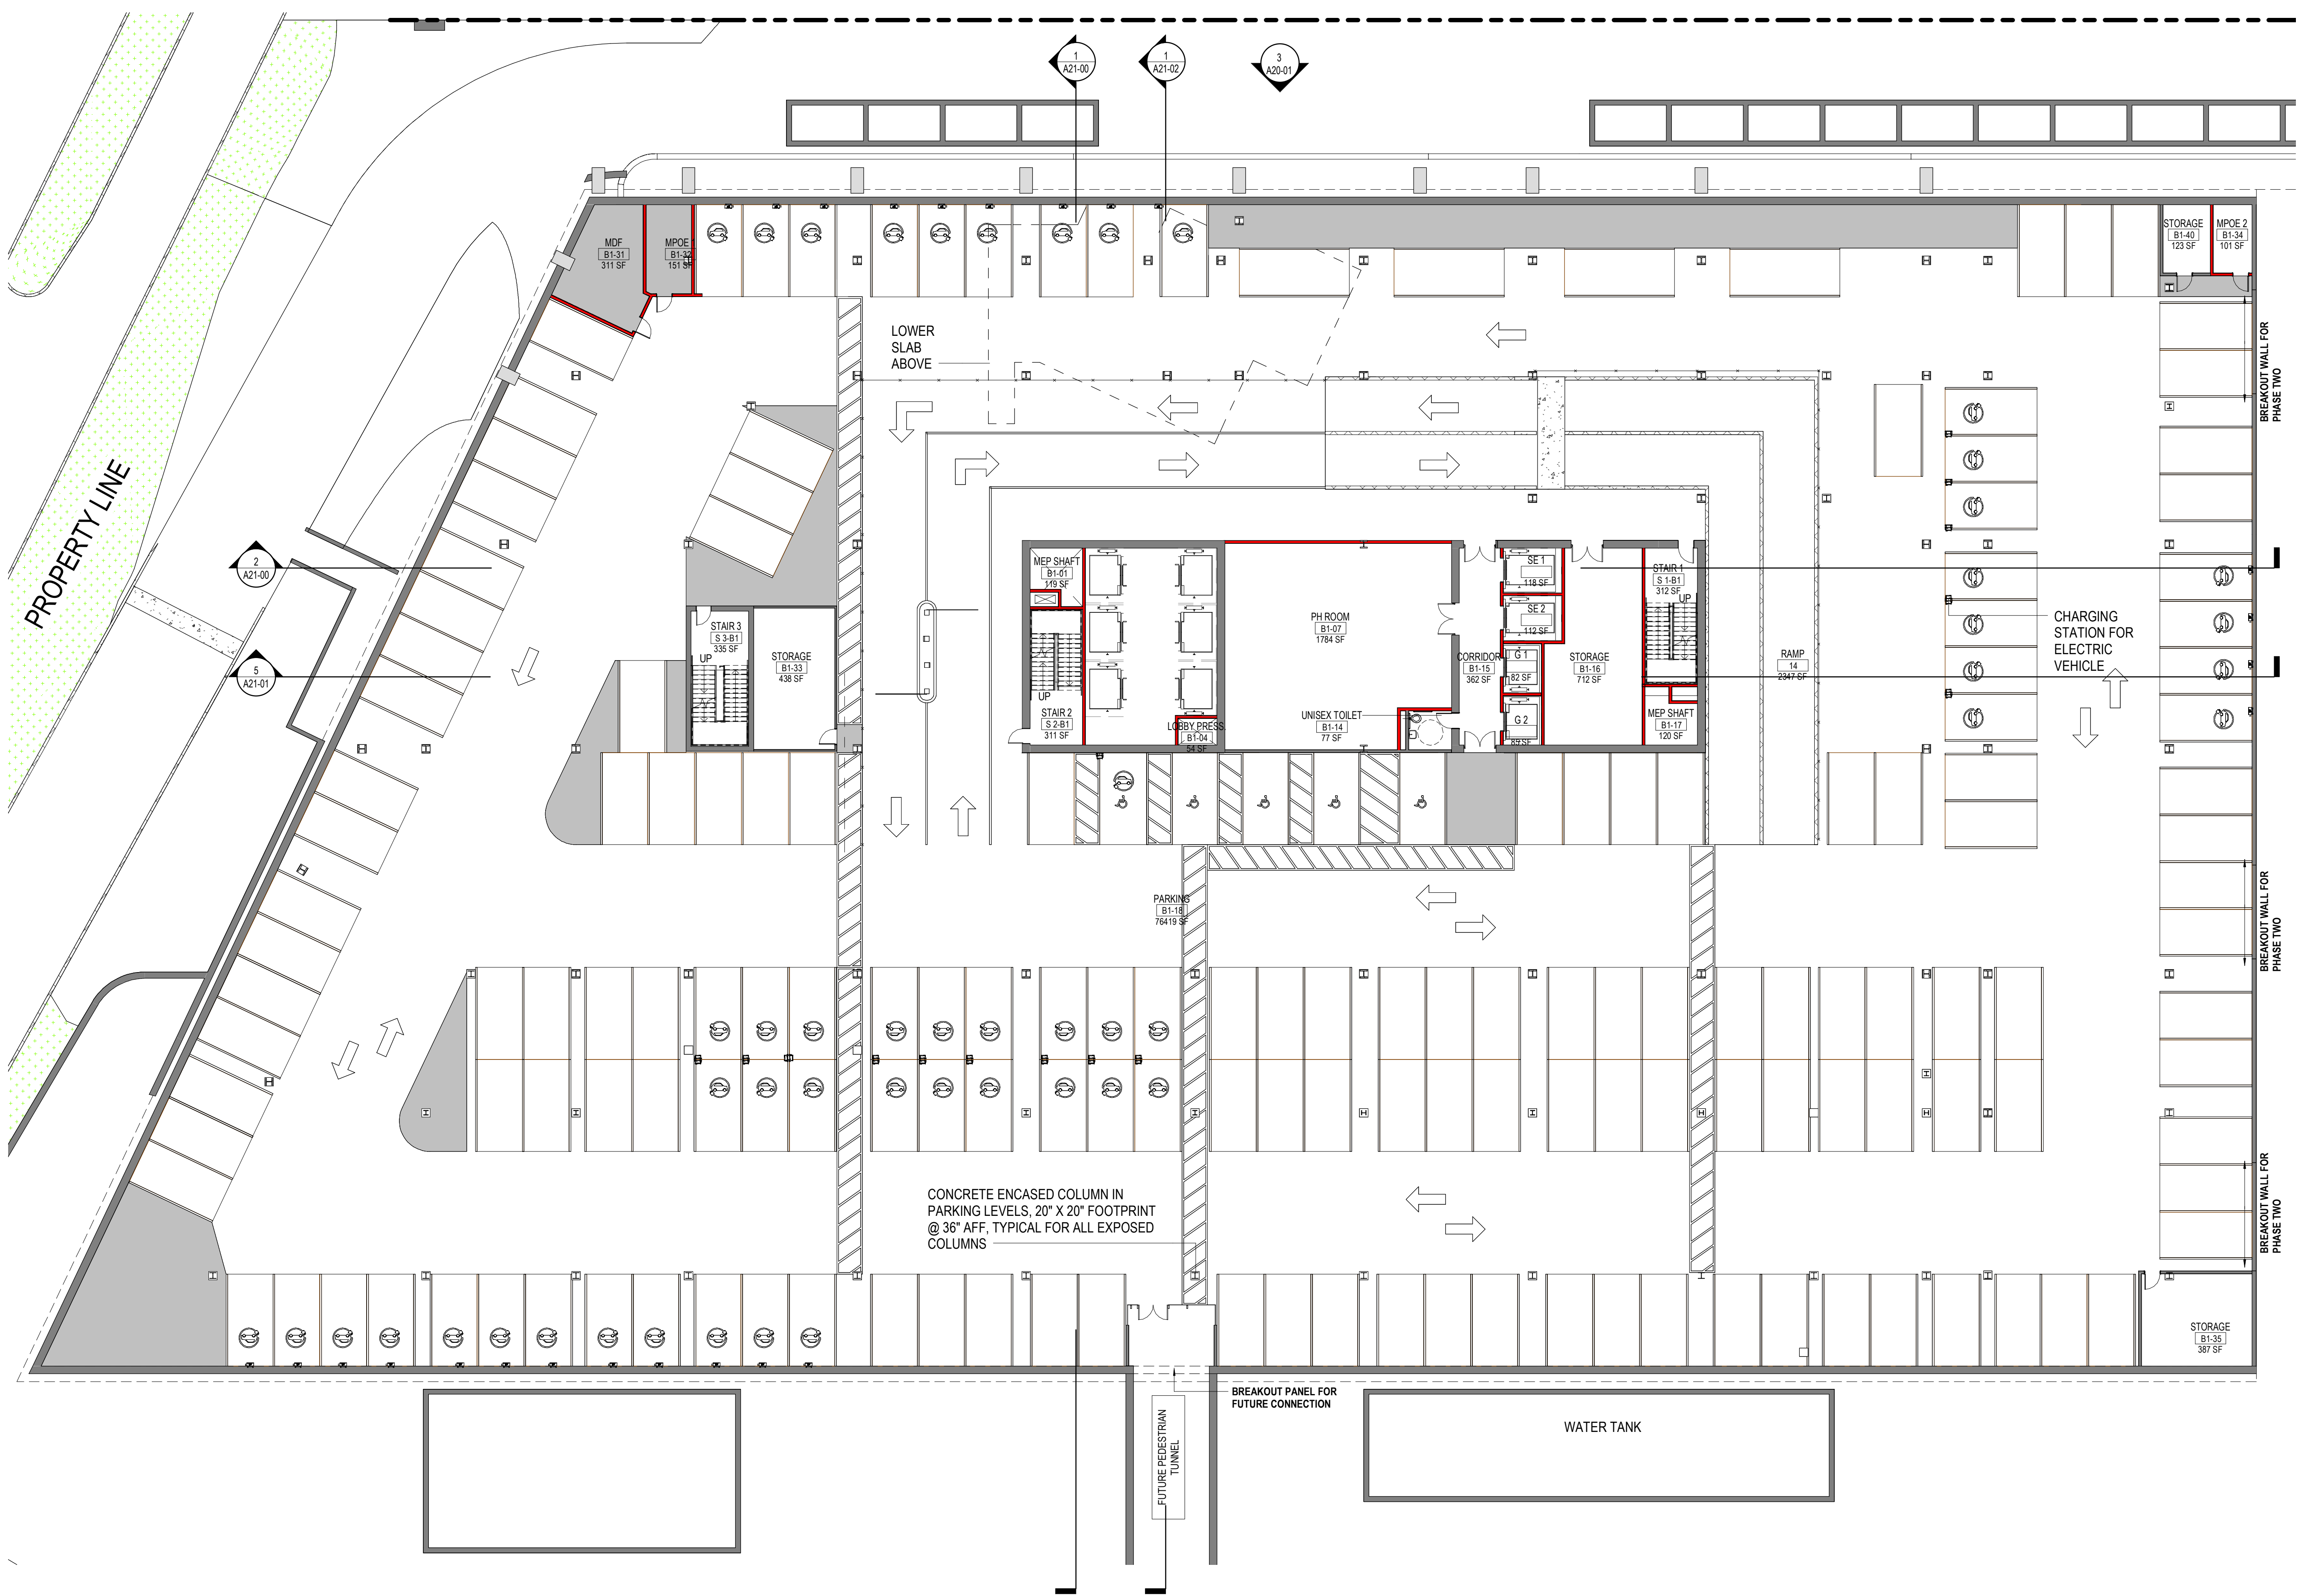 1
A21-00
1
A21-02
3
A20-01
MDF
B1-31
311 SF
MPOE 1
B1-32
151 SF
STORAGE
B1-40
123 SF
MPOE 2
B1-34
101 SF
LOWER
SLAB
ABOVE
BREAKOUT WALL FOR
PHASE TWO
PROPERTY LINE
2
A21-00
5
A21-01
STAIR 3
S 3-B1
335 SF
UP
STORAGE
B1-33
438 SF
MEP SHAFT
B1-01
119 SF
UP
STAIR 2
S 2-B1
311 SF
LOBBY PRESS.
B1-04
54 SF
PH ROOM
B1-07
1784 SF
UNISEX TOILET
B1-14
77 SF
CORRIDOR
B1-15
362 SF
SE 1
118 SF
SE 2
112 SF
G 1
82 SF
G 2
85 SF
STORAGE
B1-16
712 SF
STAIR 1
S 1-B1
312 SF
UP
MEP SHAFT
B1-17
120 SF
RAMP
14
2347 SF
CHARGING
STATION FOR
ELECTRIC
VEHICLE
PARKING
B1-18
76419 SF
BREAKOUT WALL FOR
PHASE TWO
CONCRETE ENCASED COLUMN IN
PARKING LEVELS, 20" X 20" FOOTPRINT
@ 36" AFF, TYPICAL FOR ALL EXPOSED
COLUMNS
BREAKOUT WALL FOR
PHASE TWO
STORAGE
B1-35
387 SF
BREAKOUT PANEL FOR
FUTURE CONNECTION
FUTURE PEDESTRIAN
TUNNEL
WATER TANK